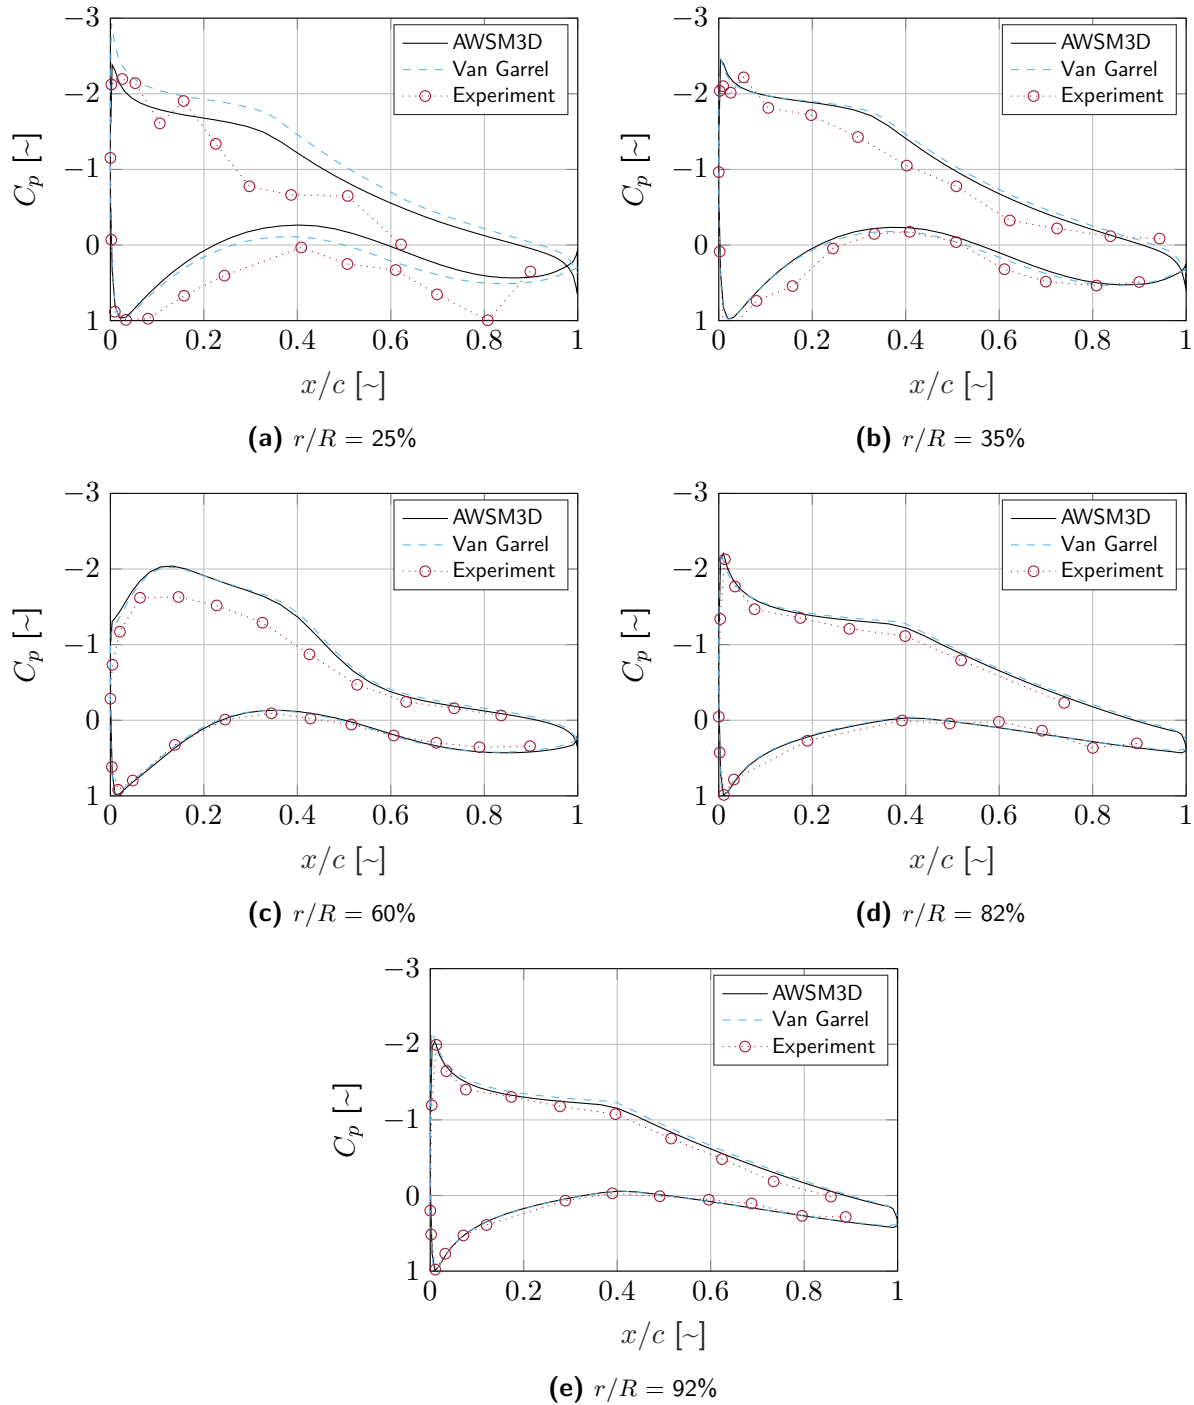 −3
−2
−1
0
1
0 0.2 0.4 0.6 0.8 1
C_p [~]
x/c [~]
AWSM3D
Van Garrel
Experiment
(a) r/R = 25%
−3
−2
−1
0
1
0 0.2 0.4 0.6 0.8 1
C_p [~]
x/c [~]
AWSM3D
Van Garrel
Experiment
(b) r/R = 35%
−3
−2
−1
0
1
0 0.2 0.4 0.6 0.8 1
C_p [~]
x/c [~]
AWSM3D
Van Garrel
Experiment
(c) r/R = 60%
−3
−2
−1
0
1
0 0.2 0.4 0.6 0.8 1
C_p [~]
x/c [~]
AWSM3D
Van Garrel
Experiment
(d) r/R = 82%
−3
−2
−1
0
1
0 0.2 0.4 0.6 0.8 1
C_p [~]
x/c [~]
AWSM3D
Van Garrel
Experiment
(e) r/R = 92%